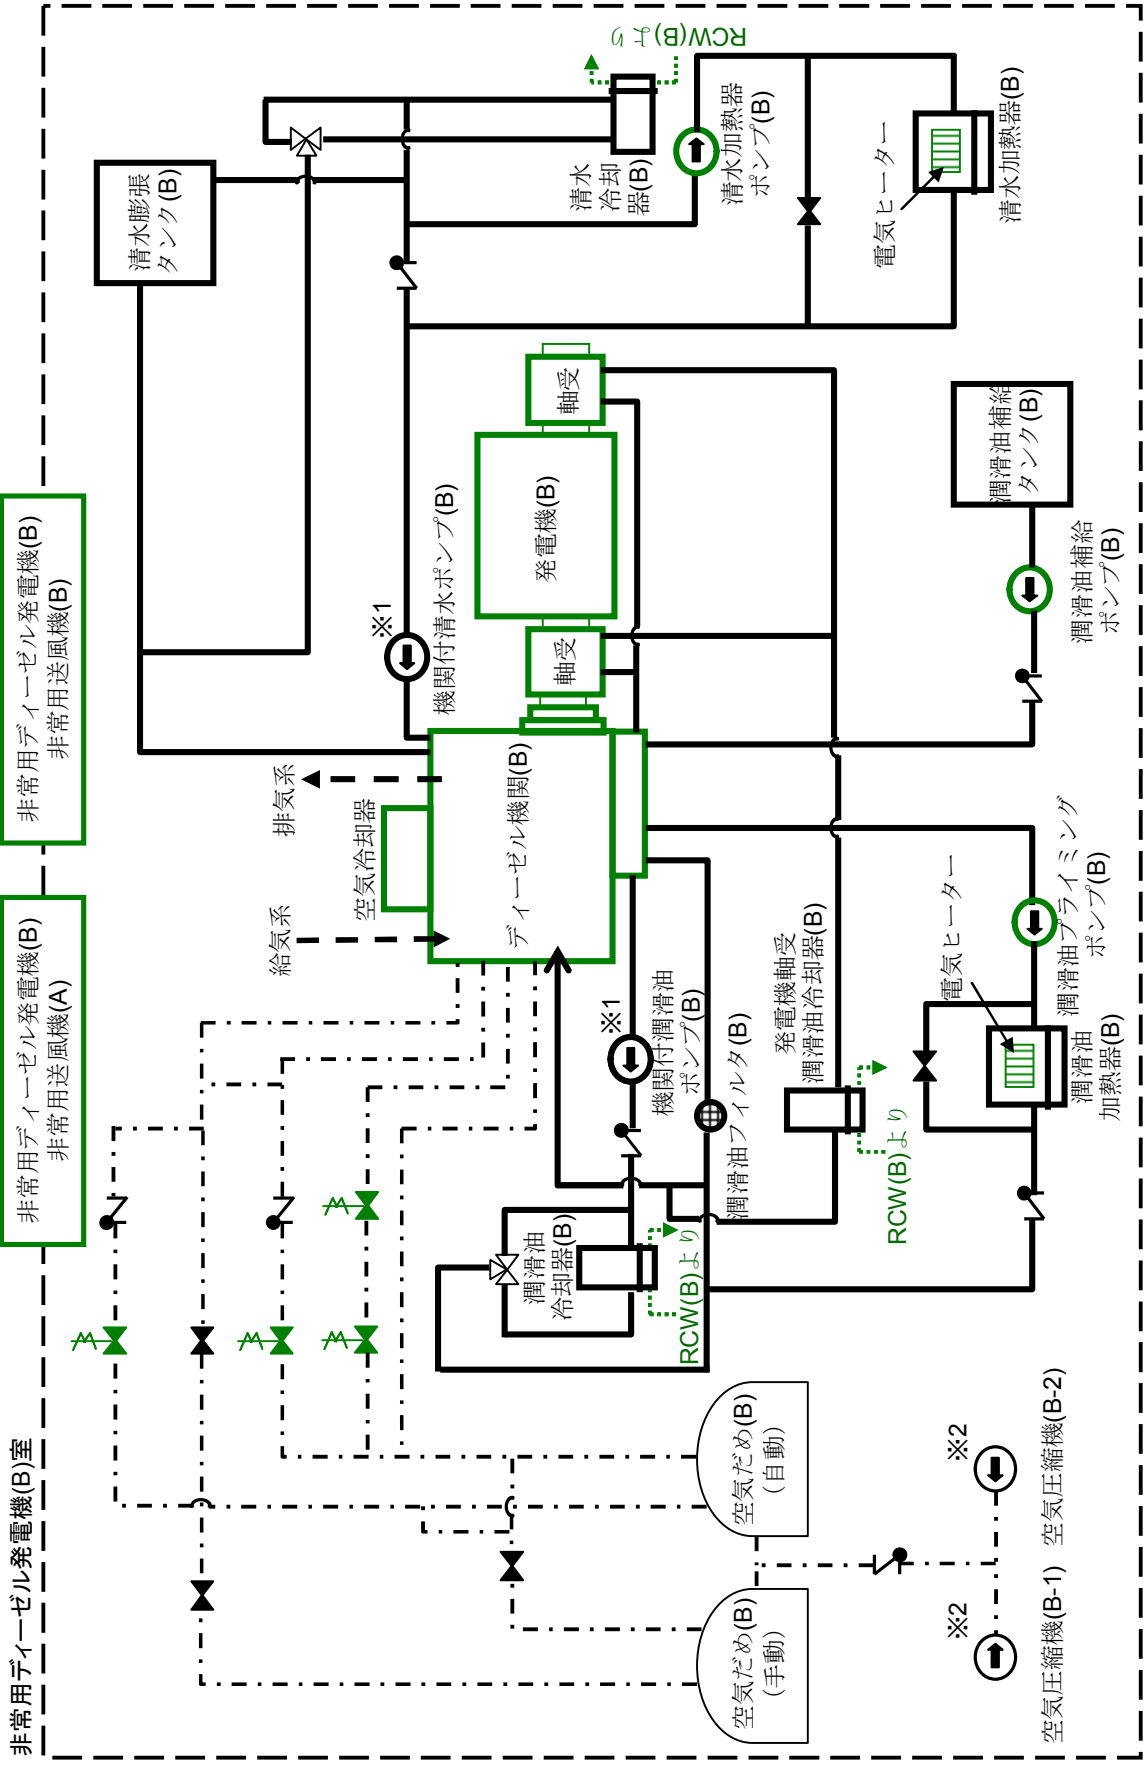 非常用ディーゼル発電機(B)室
非常用ディーゼル発電機(B)
非常用送風機(A)
非常用ディーゼル発電機(B)
非常用送風機(B)
清水膨張
タンク(B)
給気系
排気系
空気冷却器
ディーゼル機関(B)
※1
機関付清水ポンプ(B)
軸受
発電機(B)
軸受
清水
冷却
器(B)
RCW(B)より
清水加熱器
ポンプ(B)
電気ヒーター
清水加熱器(B)
潤滑油
冷却器(B)
RCW(B)より
※1
機関付潤滑油
ポンプ(B)
潤滑油フィルタ(B)
発電機軸受
潤滑油冷却器(B)
RCW(B)より
電気ヒーター
潤滑油プライミング
ポンプ(B)
潤滑油
加熱器(B)
潤滑油補給
タンク(B)
潤滑油補給
ポンプ(B)
空気だめ(B)
(手動)
空気だめ(B)
(自動)
※2
空気圧縮機(B-1)
※2
空気圧縮機(B-2)